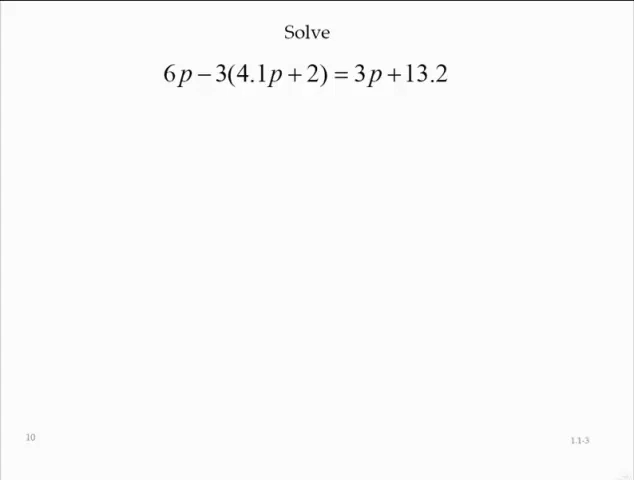 Solve
6p − 3(4.1p + 2) = 3p + 13.2
10
1.1-3